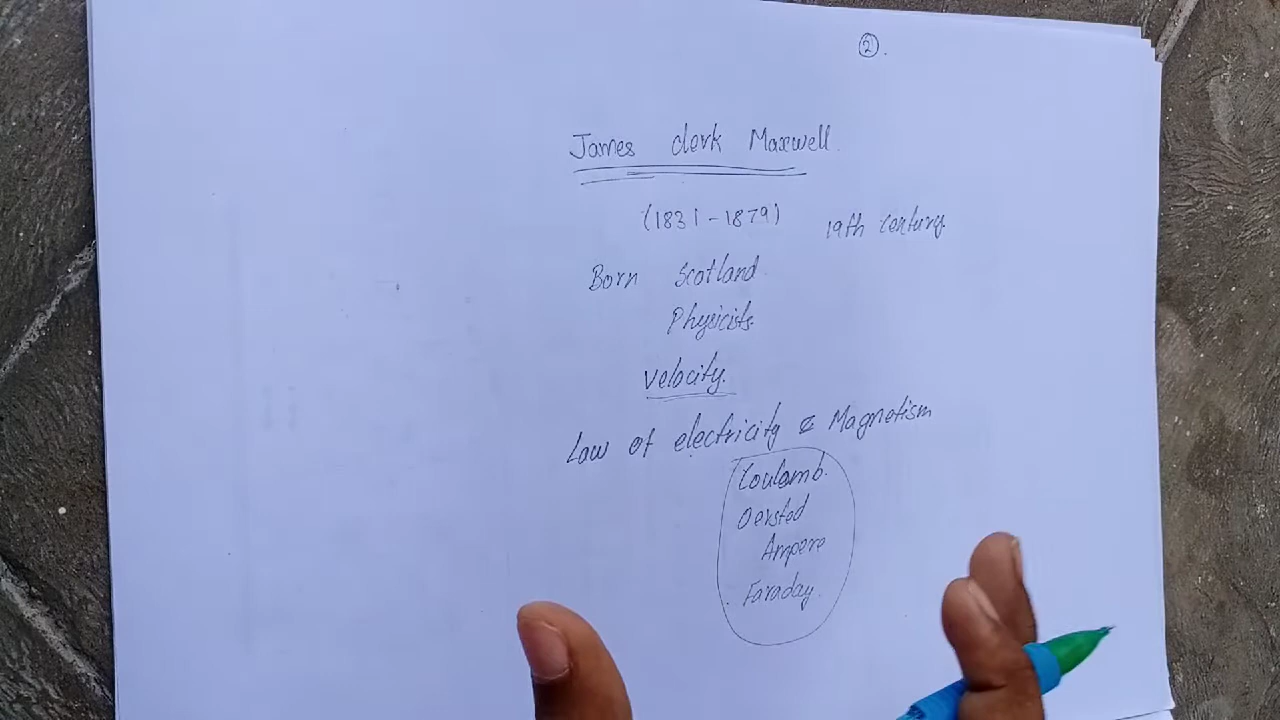 2
James clerk Maxwell.
(1831-1879) 19th century.
Born Scotland
Physicists.
Velocity.
Law of electricity & Magnetism
Coulomb.
Oersted
Ampere
Faraday.